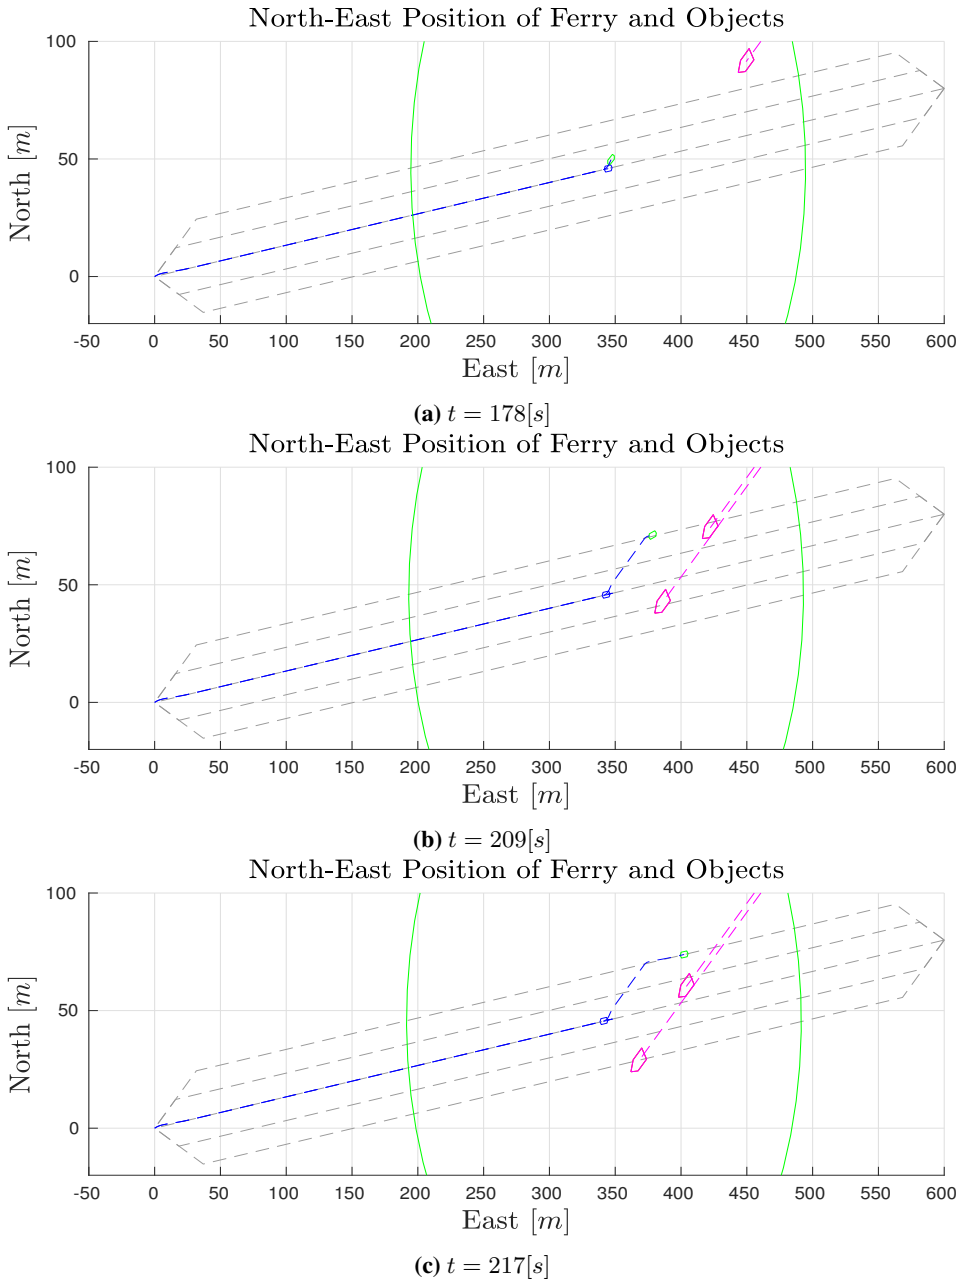 North-East Position of Ferry and Objects
100
50
0
North [m]
-50 0 50 100 150 200 250 300 350 400 450 500 550 600
East [m]
(a) t = 178[s]
North-East Position of Ferry and Objects
100
50
0
North [m]
-50 0 50 100 150 200 250 300 350 400 450 500 550 600
East [m]
(b) t = 209[s]
North-East Position of Ferry and Objects
100
50
0
North [m]
-50 0 50 100 150 200 250 300 350 400 450 500 550 600
East [m]
(c) t = 217[s]